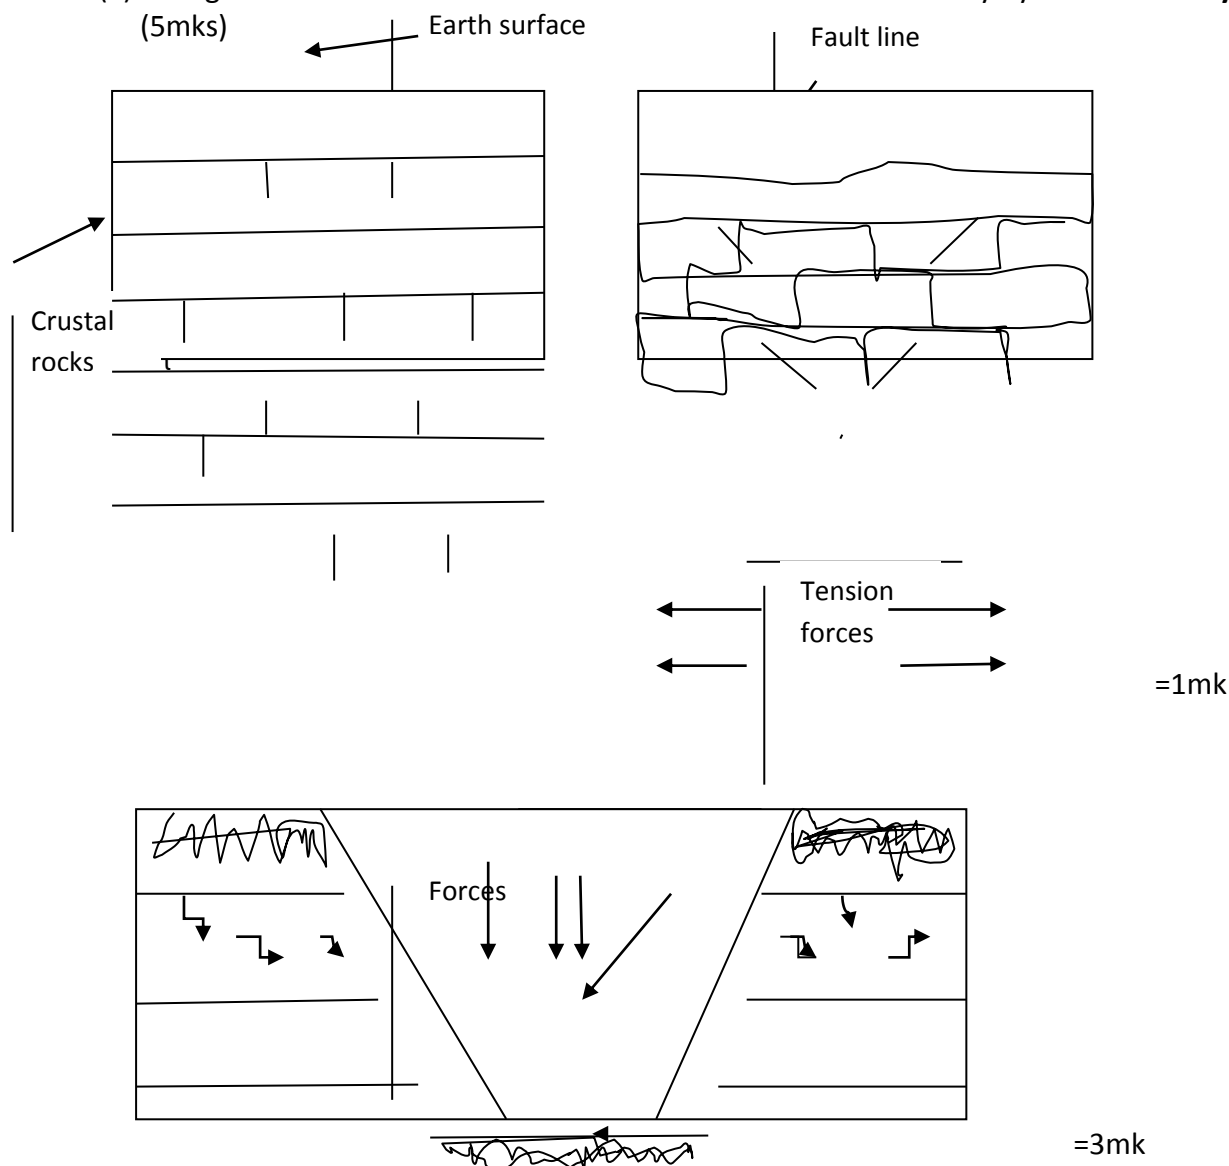 (5mks)
Earth surface
Fault line
Crustal
rocks
Tension
forces
=1mk
Forces
=3mk